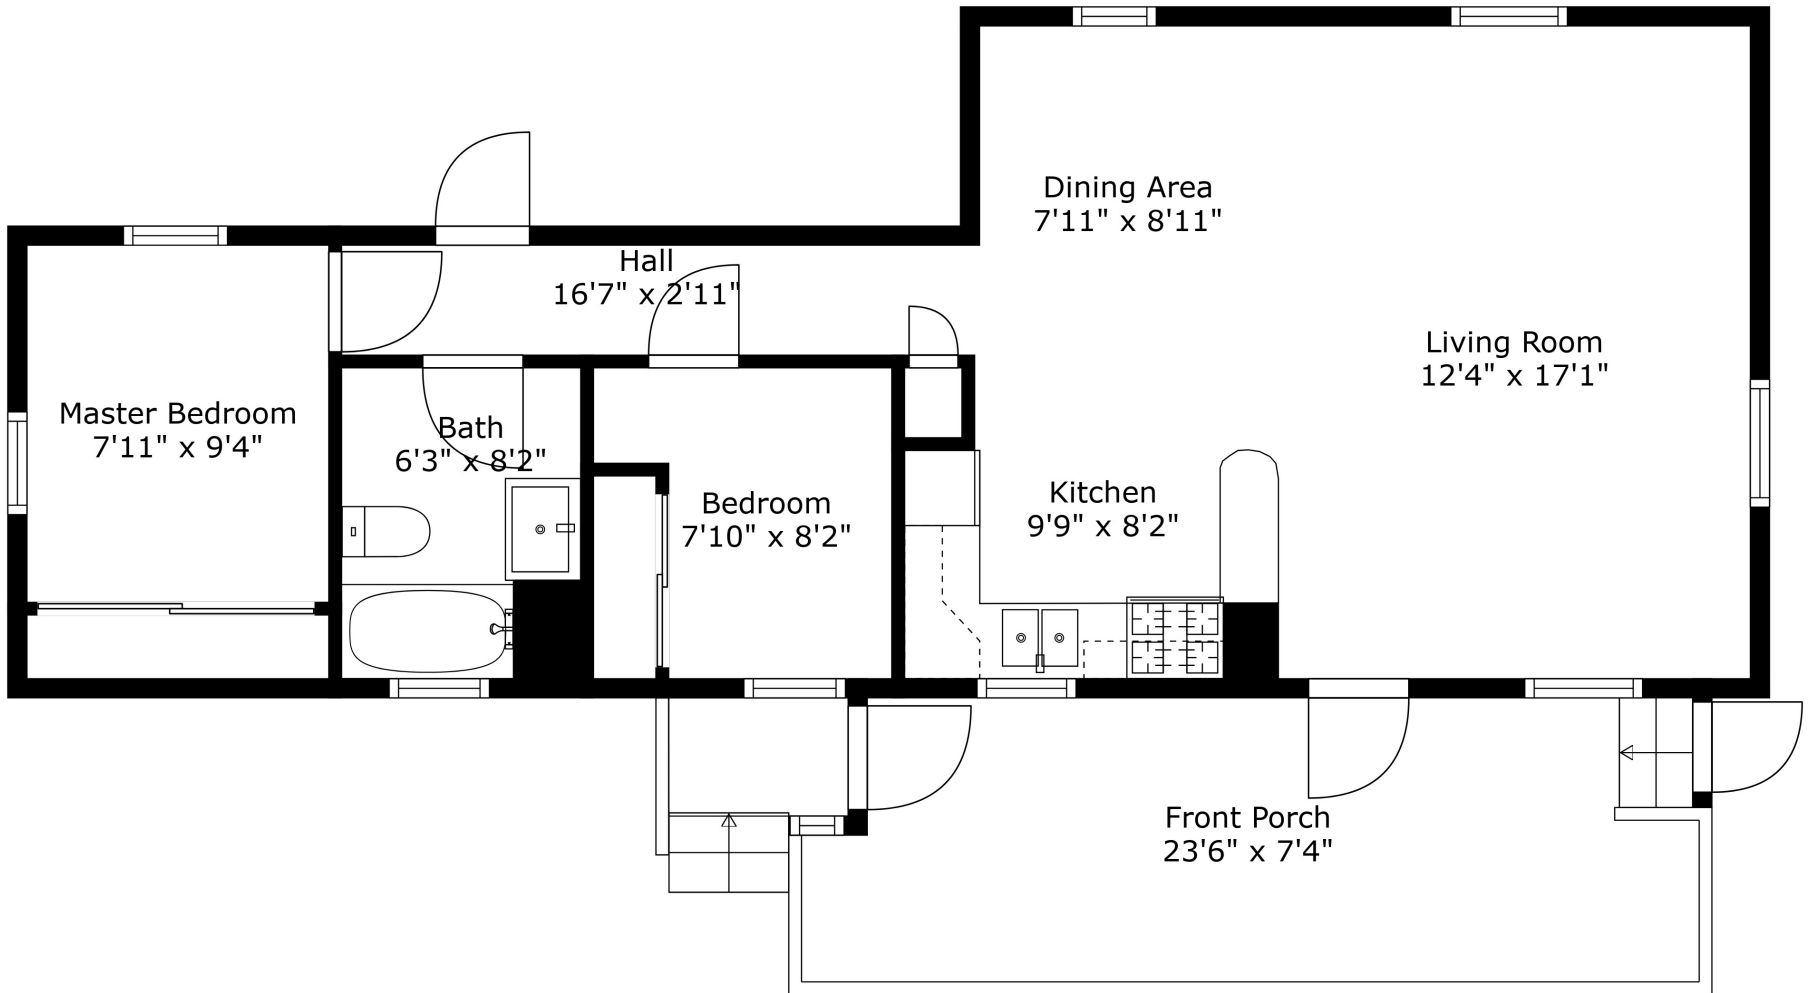 Dining Area
7'11" x 8'11"
Hall
16'7" x 2'11"
Living Room
12'4" x 17'1"
Master Bedroom
7'11" x 9'4"
Bath
6'3" x 8'2"
Bedroom
7'10" x 8'2"
Kitchen
9'9" x 8'2"
Front Porch
23'6" x 7'4"